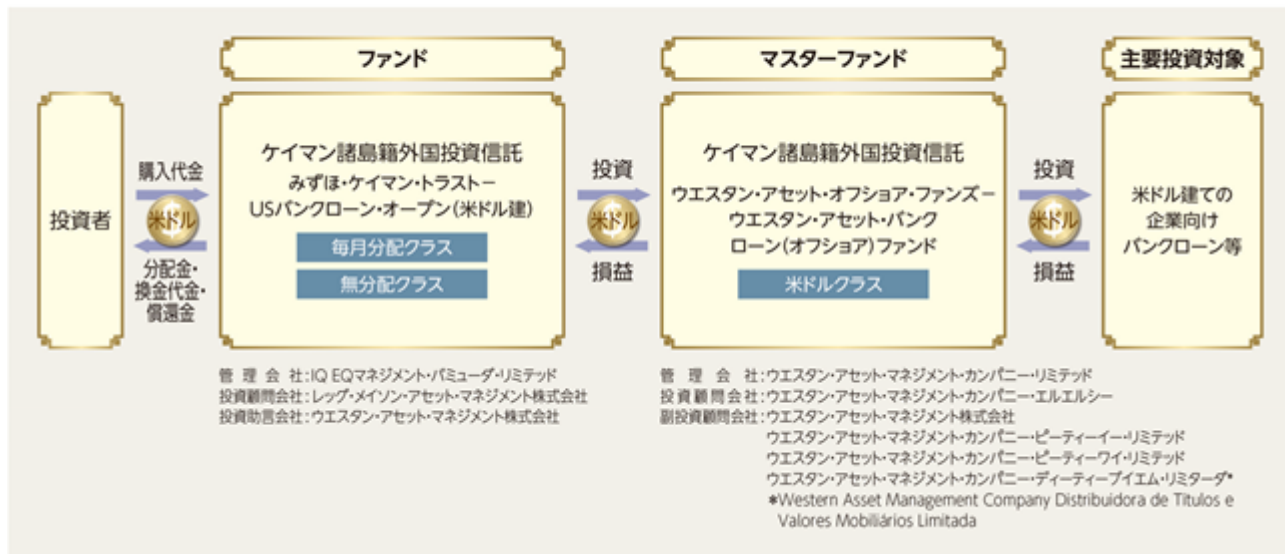 ファンド
マスターファンド
主要投資対象
投資者
購入代金
米ドル
分配金・
換金代金・
償還金
ケイマン諸島籍外国投資信託
みずほ・ケイマン・トラスト－
USバンクローン・オープン（米ドル建）
毎月分配クラス
無分配クラス
投資
米ドル
損益
ケイマン諸島籍外国投資信託
ウエスタン・アセット・オフショア・ファンズ－
ウエスタン・アセット・バンク
ローン（オフショア）ファンド
米ドルクラス
投資
米ドル
損益
米ドル建ての
企業向け
バンクローン等
管理会社：IQ EQマネジメント・バミューダ・リミテッド
投資顧問会社：レッグ・メイソン・アセット・マネジメント株式会社
投資助言会社：ウエスタン・アセット・マネジメント株式会社
管理会社：ウエスタン・アセット・マネジメント・カンパニー・リミテッド
投資顧問会社：ウエスタン・アセット・マネジメント・カンパニー・エルエルシー
副投資顧問会社：ウエスタン・アセット・マネジメント株式会社
ウエスタン・アセット・マネジメント・カンパニー・ピーティーイー・リミテッド
ウエスタン・アセット・マネジメント・カンパニー・ピーティーワイ・リミテッド
ウエスタン・アセット・マネジメント・カンパニー・ディーティーブイエム・リミターダ*
*Western Asset Management Company Distribuidora de Títulos e
Valores Mobiliários Limitada